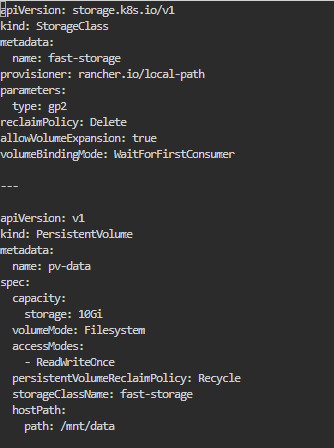 apiVersion: storage.k8s.io/v1
kind: StorageClass
metadata:
  name: fast-storage
provisioner: rancher.io/local-path
parameters:
  type: gp2
reclaimPolicy: Delete
allowVolumeExpansion: true
volumeBindingMode: WaitForFirstConsumer

---

apiVersion: v1
kind: PersistentVolume
metadata:
  name: pv-data
spec:
  capacity:
    storage: 10Gi
  volumeMode: Filesystem
  accessModes:
    - ReadWriteOnce
  persistentVolumeReclaimPolicy: Recycle
  storageClassName: fast-storage
  hostPath:
    path: /mnt/data